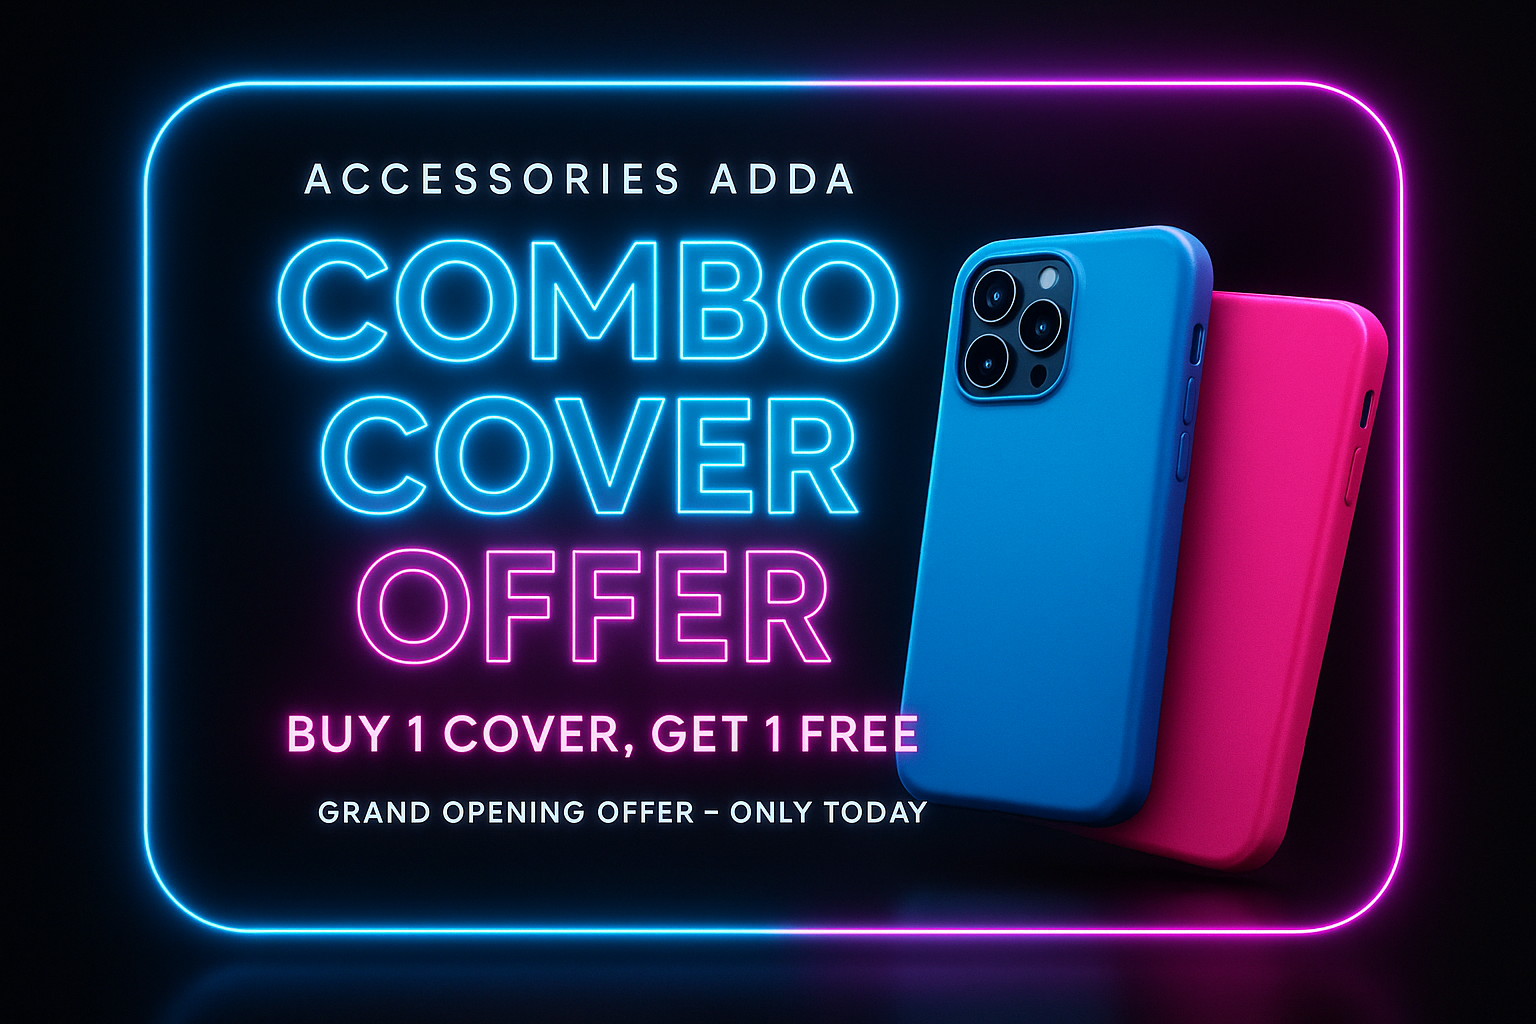 ACCESSORIES ADDA
COMBO
COVER
OFFER
BUY 1 COVER, GET 1 FREE
GRAND OPENING OFFER – ONLY TODAY